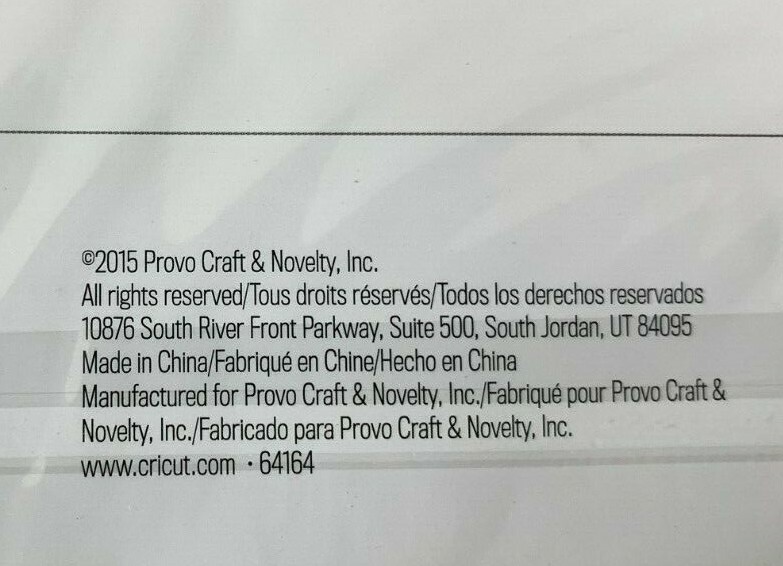 ©2015 Provo Craft & Novelty, Inc.
All rights reserved/Tous droits réservés/Todos los derechos reservados
10876 South River Front Parkway, Suite 500, South Jordan, UT 84095
Made in China/Fabriqué en Chine/Hecho en China
Manufactured for Provo Craft & Novelty, Inc./Fabriqué pour Provo Craft &
Novelty, Inc./Fabricado para Provo Craft & Novelty, Inc.
www.cricut.com · 64164